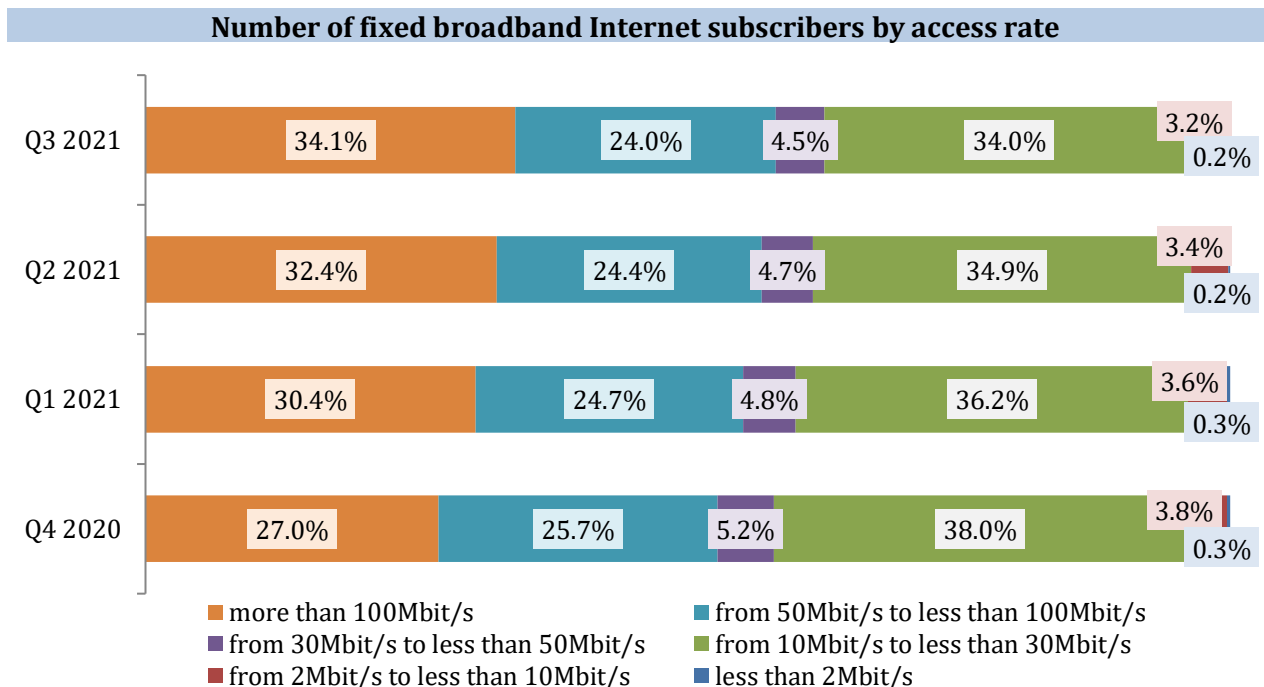 Number of fixed broadband Internet subscribers by access rate
Q3 2021
34.1%
24.0%
4.5%
34.0%
3.2%
0.2%
Q2 2021
32.4%
24.4%
4.7%
34.9%
3.4%
0.2%
Q1 2021
30.4%
24.7%
4.8%
36.2%
3.6%
0.3%
Q4 2020
27.0%
25.7%
5.2%
38.0%
3.8%
0.3%
more than 100Mbit/s
from 50Mbit/s to less than 100Mbit/s
from 30Mbit/s to less than 50Mbit/s
from 10Mbit/s to less than 30Mbit/s
from 2Mbit/s to less than 10Mbit/s
less than 2Mbit/s